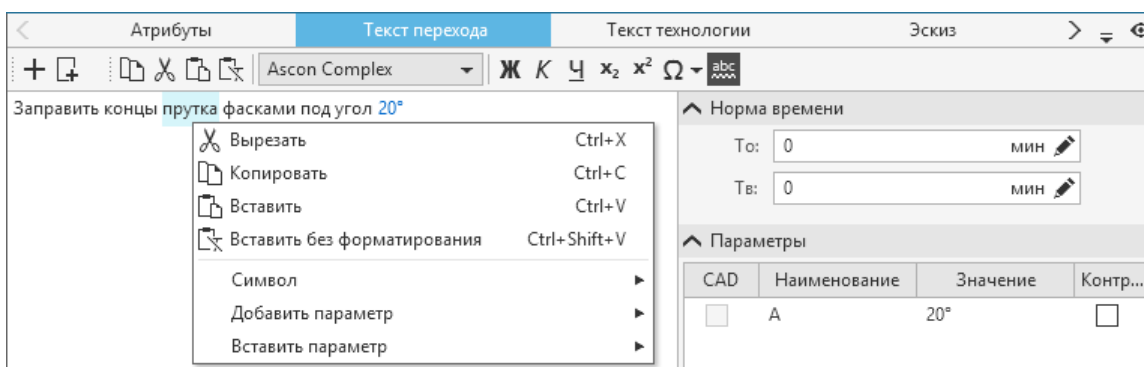 Атрибуты Текст перехода Текст технологии Эскиз
Ascon Complex Ж К Ч x₂ x² Ω abc
Заправить концы прутка фасками под угол 20°
Вырезать Ctrl+X
Копировать Ctrl+C
Вставить Ctrl+V
Вставить без форматирования Ctrl+Shift+V
Символ
Добавить параметр
Вставить параметр
Норма времени
То: 0 мин
Тв: 0 мин
Параметры
CAD Наименование Значение Контр...
А 20°